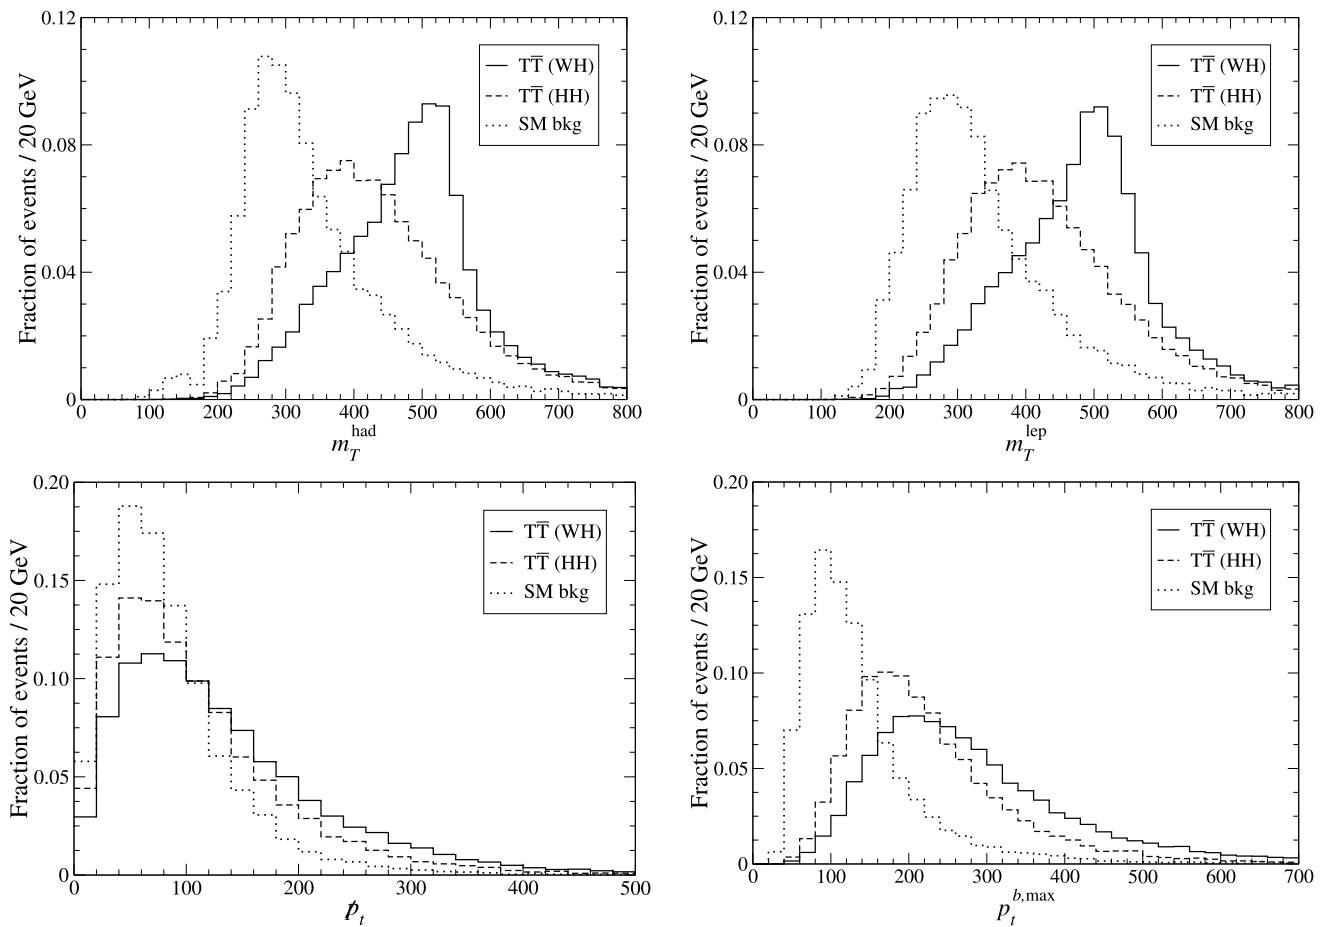 0.12
TT̅ (WH)
TT̅ (HH)
SM bkg
0.08
0.04
0
Fraction of events / 20 GeV
0 100 200 300 400 500 600 700 800
m_T^had
0.12
TT̅ (WH)
TT̅ (HH)
SM bkg
0.08
0.04
0
Fraction of events / 20 GeV
0 100 200 300 400 500 600 700 800
m_T^lep
0.20
TT̅ (WH)
TT̅ (HH)
SM bkg
0.15
0.10
0.05
0
Fraction of events / 20 GeV
0 100 200 300 400 500
p̸_t
0.20
TT̅ (WH)
TT̅ (HH)
SM bkg
0.15
0.10
0.05
0
Fraction of events / 20 GeV
100 200 300 400 500 600 700
p_t^b,max